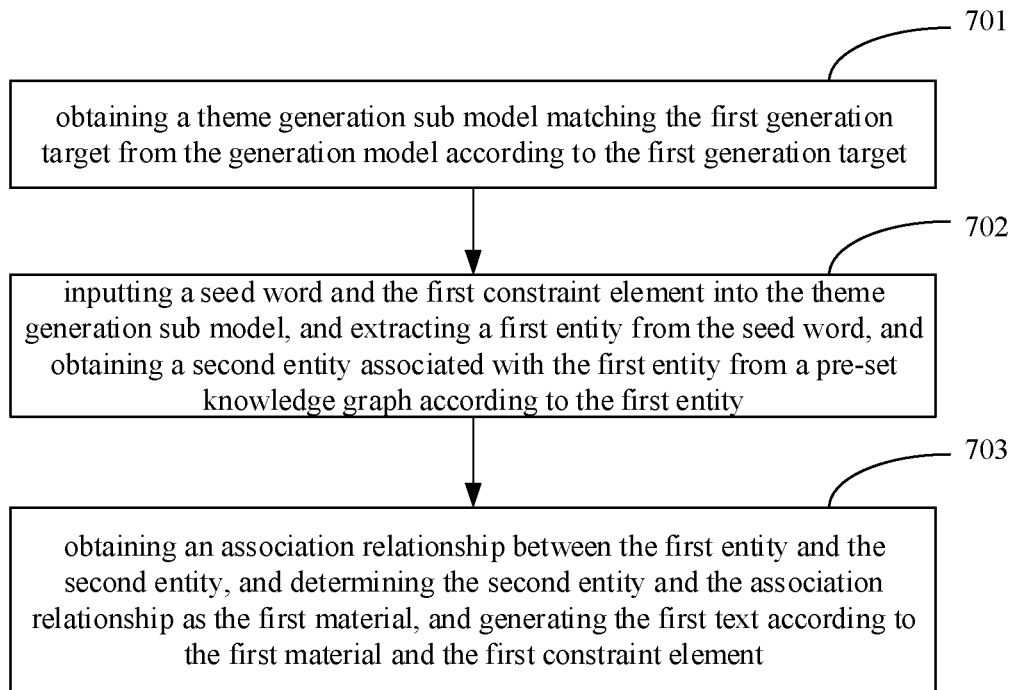 701
obtaining a theme generation sub model matching the first generation
target from the generation model according to the first generation target
702
inputting a seed word and the first constraint element into the theme
generation sub model, and extracting a first entity from the seed word, and
obtaining a second entity associated with the first entity from a pre-set
knowledge graph according to the first entity
703
obtaining an association relationship between the first entity and the
second entity, and determining the second entity and the association
relationship as the first material, and generating the first text according to
the first material and the first constraint element